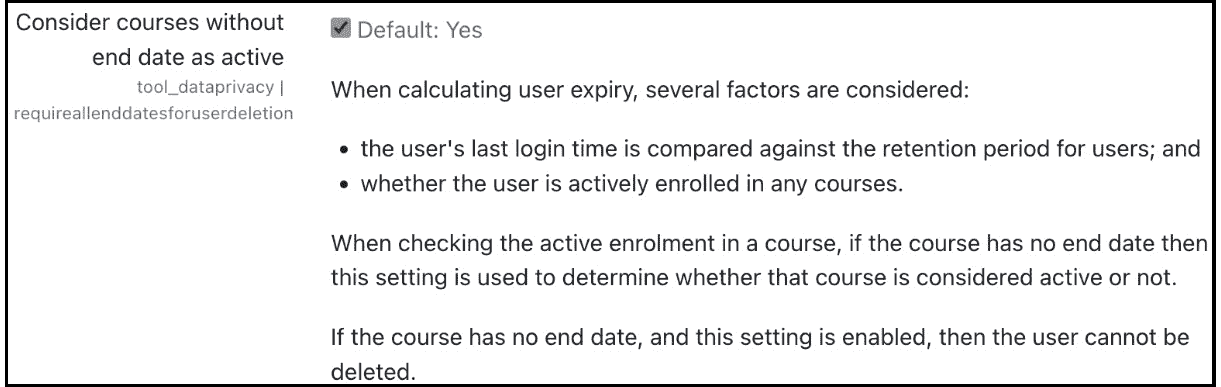 Consider courses without
end date as active
tool_dataprivacy |
requireallenddatesforuserdeletion
Default: Yes
When calculating user expiry, several factors are considered:
• the user's last login time is compared against the retention period for users; and
• whether the user is actively enrolled in any courses.
When checking the active enrolment in a course, if the course has no end date then
this setting is used to determine whether that course is considered active or not.
If the course has no end date, and this setting is enabled, then the user cannot be
deleted.